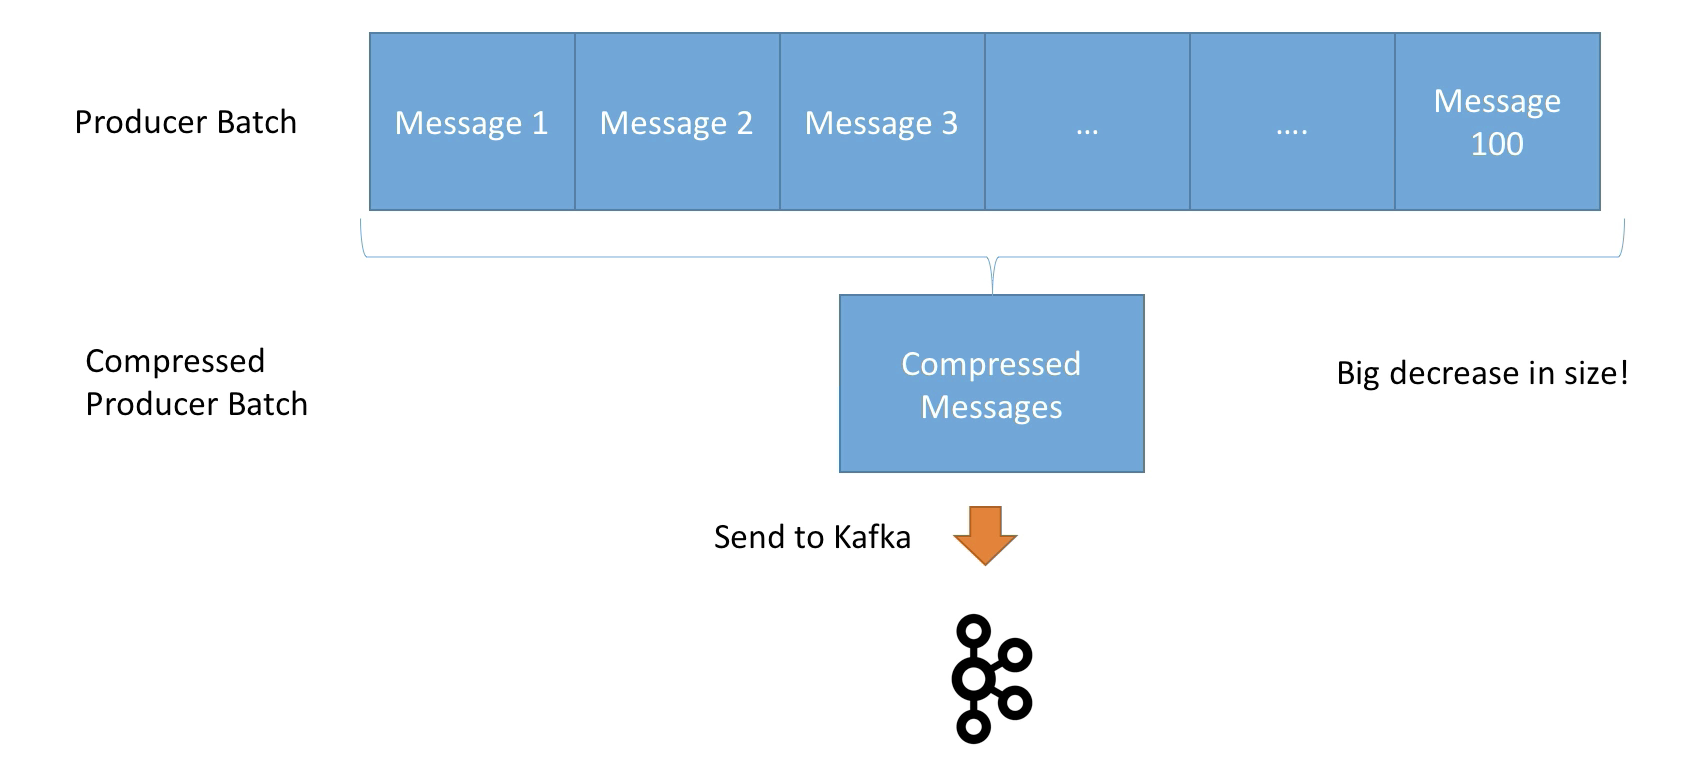 Producer Batch
Message 1
Message 2
Message 3
...
....
Message
100
Compressed
Producer Batch
Compressed
Messages
Big decrease in size!
Send to Kafka